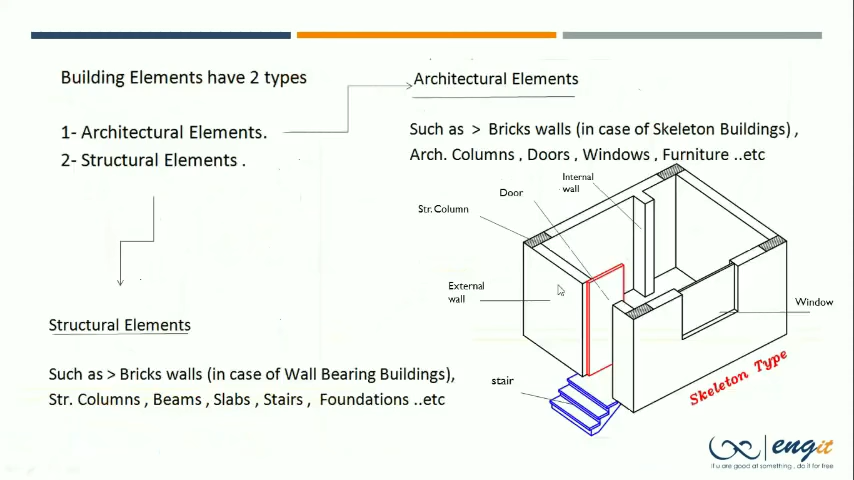 Building Elements have 2 types
1- Architectural Elements.
2- Structural Elements .
Architectural Elements
Such as > Bricks walls (in case of Skeleton Buildings) ,
Arch. Columns , Doors , Windows , Furniture ..etc
Internal
wall
Door
Str. Column
External
wall
Window
stair
Skeleton Type
Structural Elements
Such as > Bricks walls (in case of Wall Bearing Buildings),
Str. Columns , Beams , Slabs , Stairs , Foundations ..etc
engit
if u are good at something , do it for free